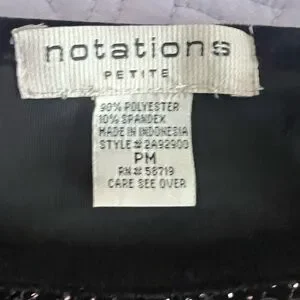 notations
PETITE
90% POLYESTER
10% SPANDEX
MADE IN INDONESIA
STYLE# 2A92900
PM
RN# 58719
CARE SEE OVER